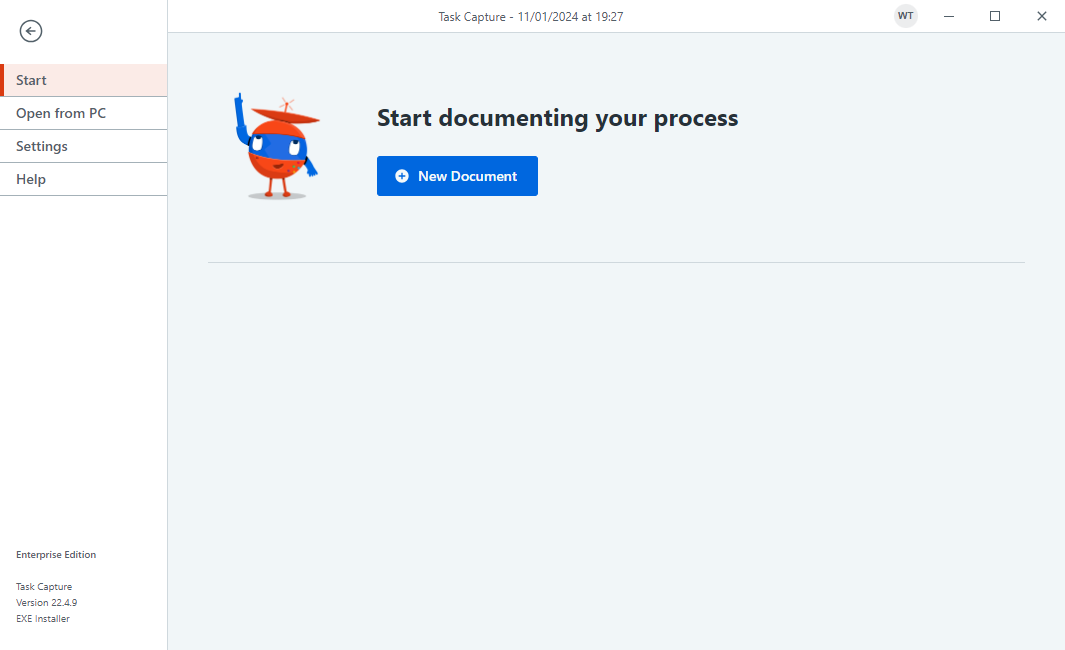 Task Capture - 11/01/2024 at 19:27
WT
Start
Open from PC
Settings
Help
Start documenting your process
New Document
Enterprise Edition
Task Capture
Version 22.4.9
EXE Installer